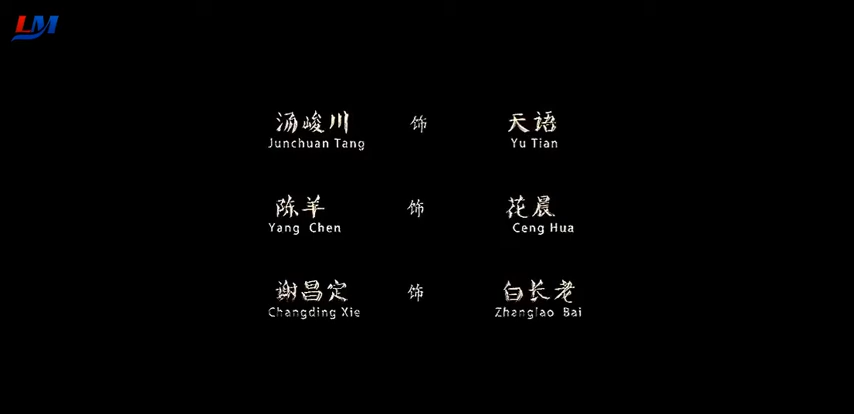 LM
汤峻川 饰 天语
Junchuan Tang Yu Tian
陈羊 饰 花晨
Yang Chen Ceng Hua
谢昌定 饰 白长老
Changding Xie Zhanglao Bai